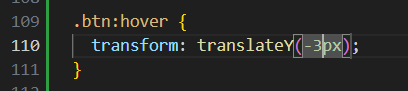 109 .btn:hover {
110 transform: translateY(-3px);
111 }